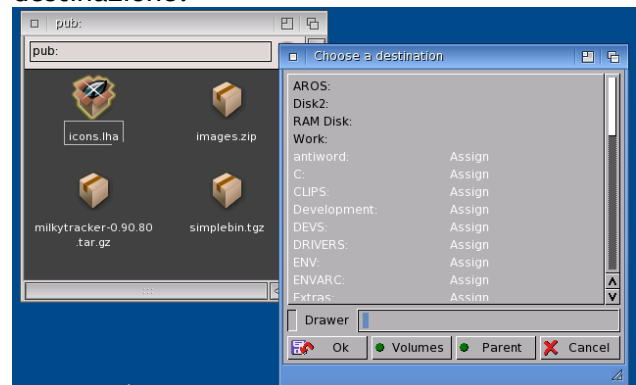 destinazione.
pub:
pub:
icons.lha
images.zip
milkytracker-0.90.80
.tar.gz
simplebin.tgz
Choose a destination
AROS:
Disk2:
RAM Disk:
Work:
antiword: Assign
C: Assign
CLIPS: Assign
Development: Assign
DEVS: Assign
DRIVERS: Assign
ENV: Assign
ENVARC: Assign
Extras: Assign
Drawer
Ok Volumes Parent Cancel